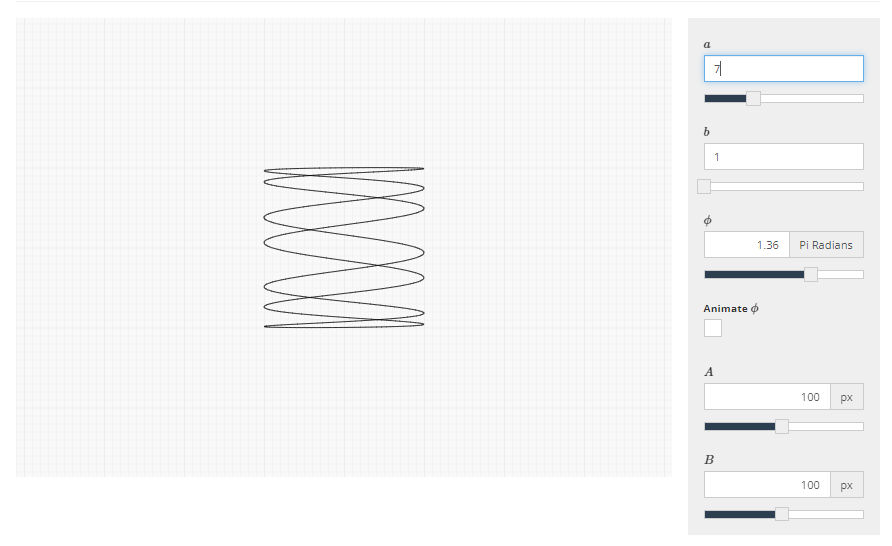 a
7
b
1
ϕ
1.36 Pi Radians
Animate ϕ
A
100 px
B
100 px